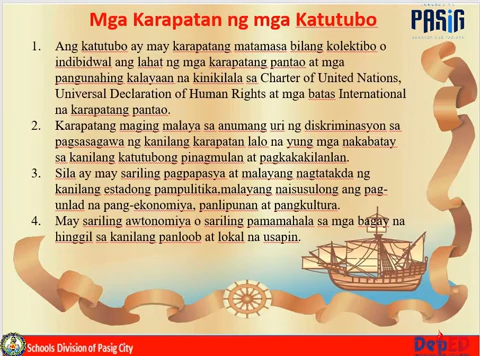 Mga Karapatan ng mga Katutubo
PASIG
1. Ang katutubo ay may karapatang matamasa bilang kolektibo o
indibidwal ang lahat ng mga karapatang pantao at mga
pangunahing kalayaan na kinikilala sa Charter of United Nations,
Universal Declaration of Human Rights at mga batas International
na karapatang pantao.
2. Karapatang maging malaya sa anumang uri ng diskriminasyon sa
pagsasagawa ng kanilang karapatan lalo na yung mga nakabatay
sa kanilang katutubong pinagmulan at pagkakakilanlan.
3. Sila ay may sariling pagpapasya at malayang nagtatakda ng
kanilang estadong pampulitika,malayang naisusulong ang pag-
unlad na pang-ekonomiya, panlipunan at pangkultura.
4. May sariling awtonomiya o sariling pamamahala sa mga bagay na
hinggil sa kanilang panloob at lokal na usapin.
Schools Division of Pasig City
DepED